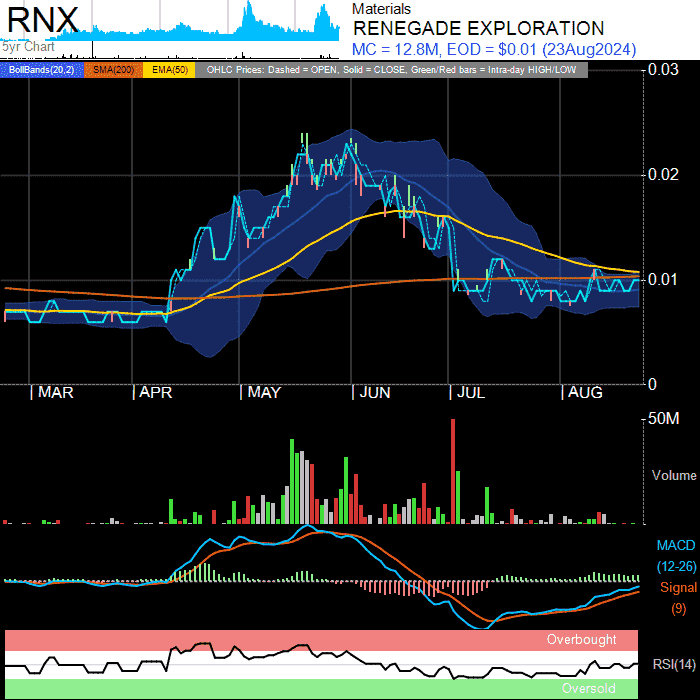 RNX
5yr Chart
Materials
RENEGADE EXPLORATION
MC = 12.8M, EOD = $0.01 (23Aug2024)
BollBands(20,2) SMA(200) EMA(50) OHLC Prices: Dashed = OPEN, Solid = CLOSE, Green/Red bars = Intra-day HIGH/LOW
0.03
0.02
0.01
0
| MAR | APR | MAY | JUN | JUL | AUG
50M
Volume
MACD
(12-26)
Signal
(9)
Overbought
RSI(14)
Oversold